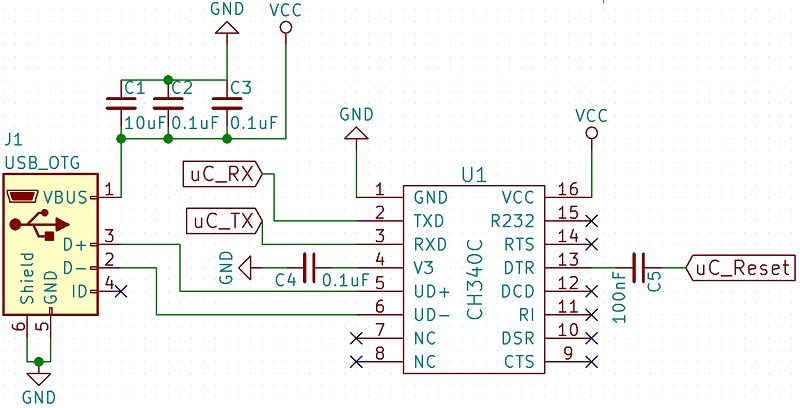 GND VCC
C1 C2 C3
10uF 0.1uF 0.1uF
J1
USB_OTG
VBUS 1
D+ 3
D- 2
ID 4
Shield
GND
6 5
GND
uC_RX
uC_TX
GND
C4 0.1uF
GND
U1
CH340C
1 GND
2 TXD
3 RXD
4 V3
5 UD+
6 UD-
7 NC
8 NC
VCC
VCC 16
R232 15
RTS 14
DTR 13
DCD 12
RI 11
DSR 10
CTS 9
100nF C5
uC_Reset